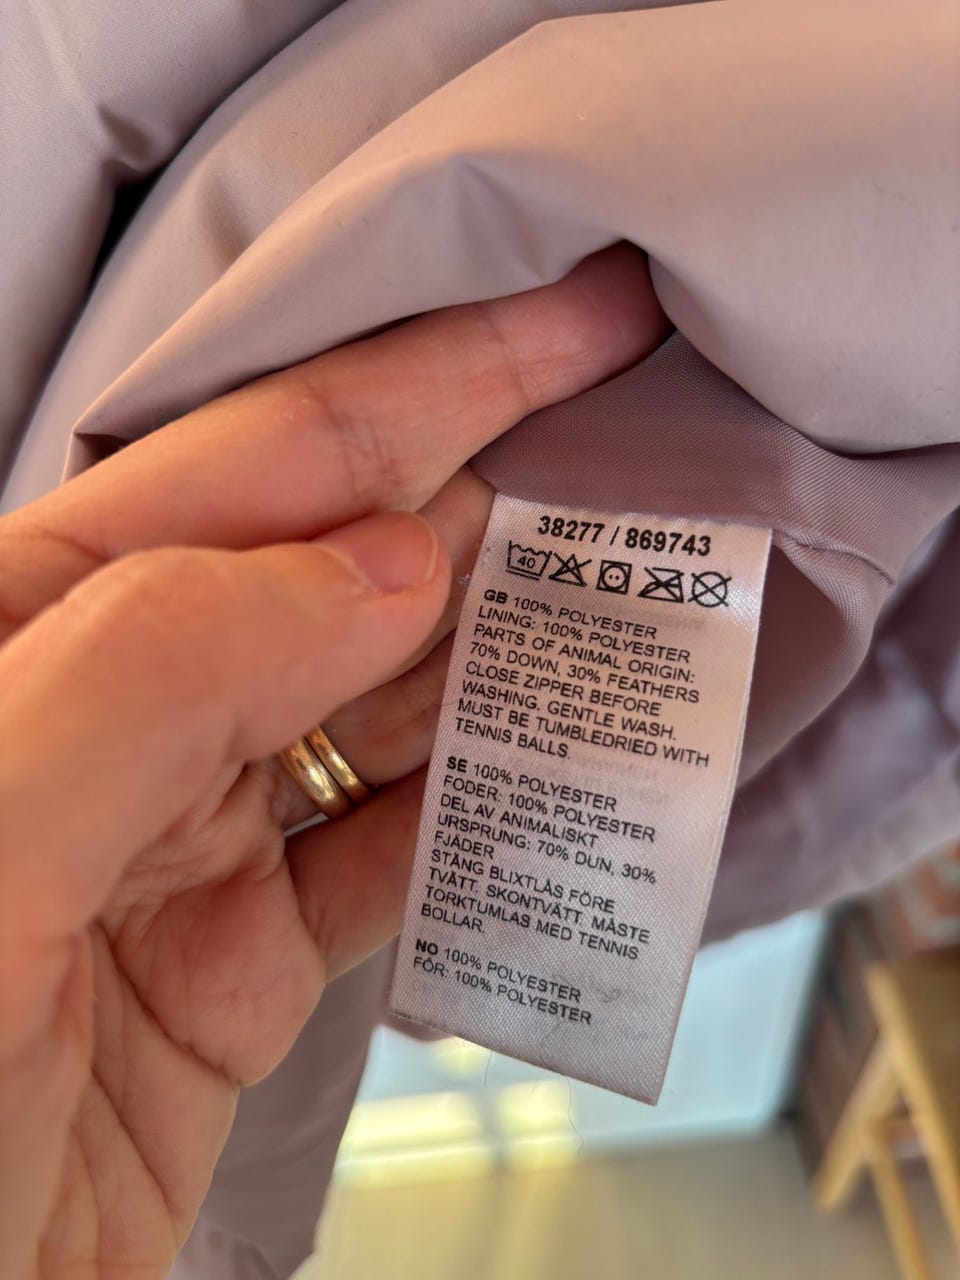 38277 / 869743
40
GB 100% POLYESTER
LINING: 100% POLYESTER
PARTS OF ANIMAL ORIGIN:
70% DOWN, 30% FEATHERS
CLOSE ZIPPER BEFORE
WASHING. GENTLE WASH.
MUST BE TUMBLEDRIED WITH
TENNIS BALLS.
SE 100% POLYESTER
FODER: 100% POLYESTER
DEL AV ANIMALISKT
URSPRUNG: 70% DUN, 30%
FJÄDER
STÄNG BLIXTLÅS FÖRE
TVÄTT. SKONTVÄTT. MÅSTE
TORKTUMLAS MED TENNIS
BOLLAR.
NO 100% POLYESTER
FÔR: 100% POLYESTER